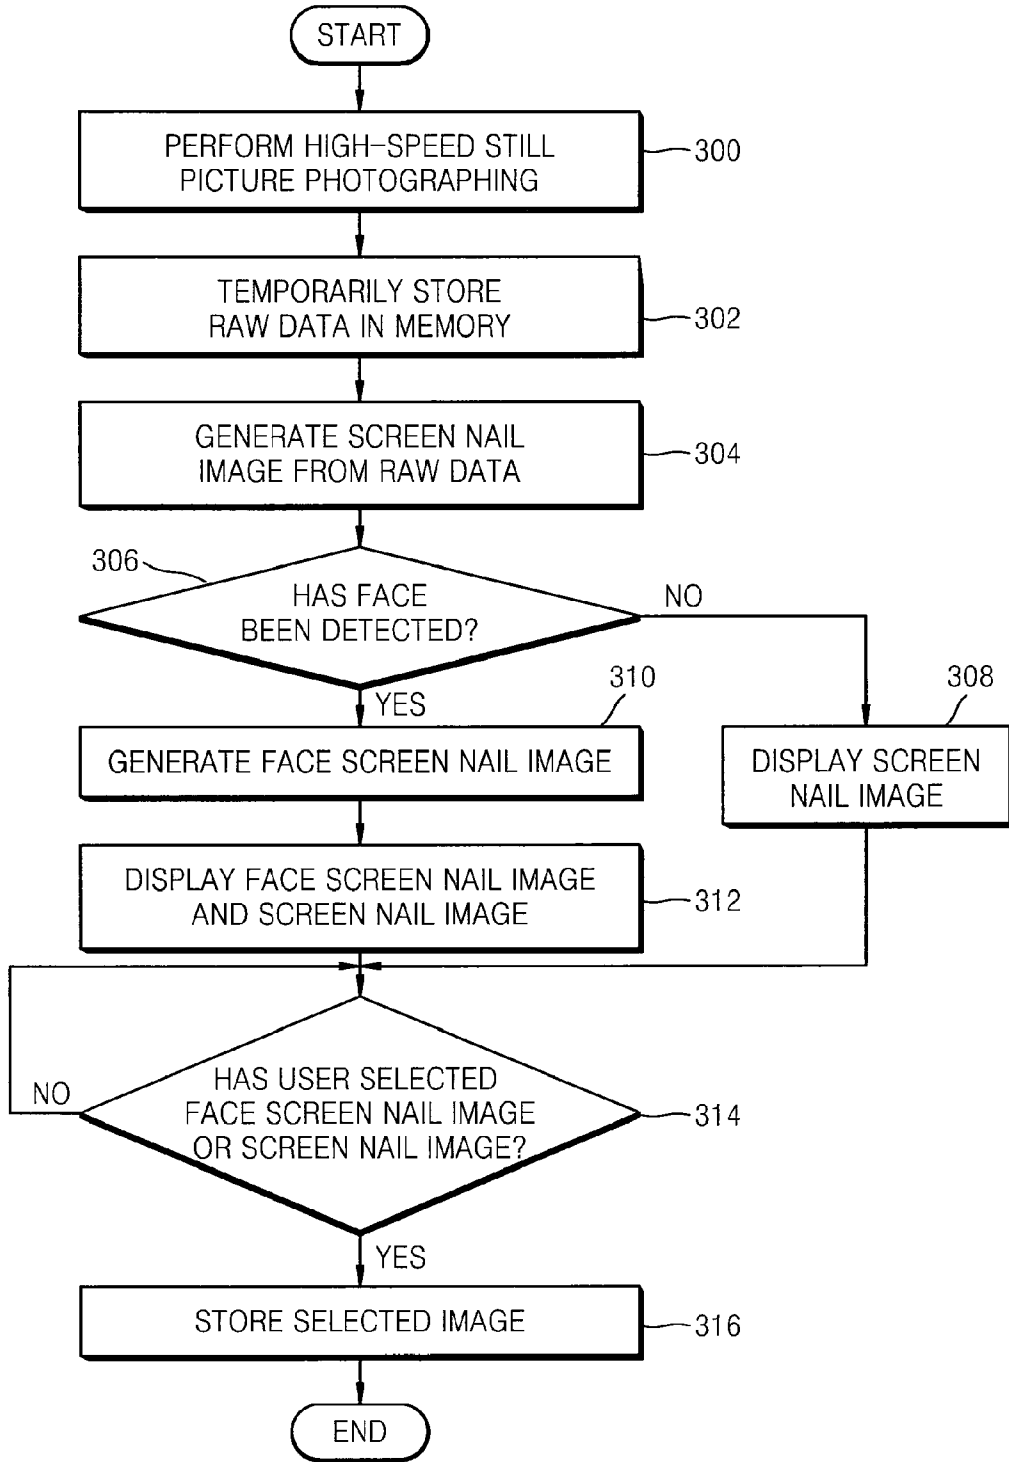 START
PERFORM HIGH-SPEED STILL
PICTURE PHOTOGRAPHING
300
TEMPORARILY STORE
RAW DATA IN MEMORY
302
GENERATE SCREEN NAIL
IMAGE FROM RAW DATA
304
306
HAS FACE
BEEN DETECTED?
NO
YES
310
308
GENERATE FACE SCREEN NAIL IMAGE
DISPLAY SCREEN
NAIL IMAGE
DISPLAY FACE SCREEN NAIL IMAGE
AND SCREEN NAIL IMAGE
312
HAS USER SELECTED
FACE SCREEN NAIL IMAGE
OR SCREEN NAIL IMAGE?
NO
314
YES
STORE SELECTED IMAGE
316
END